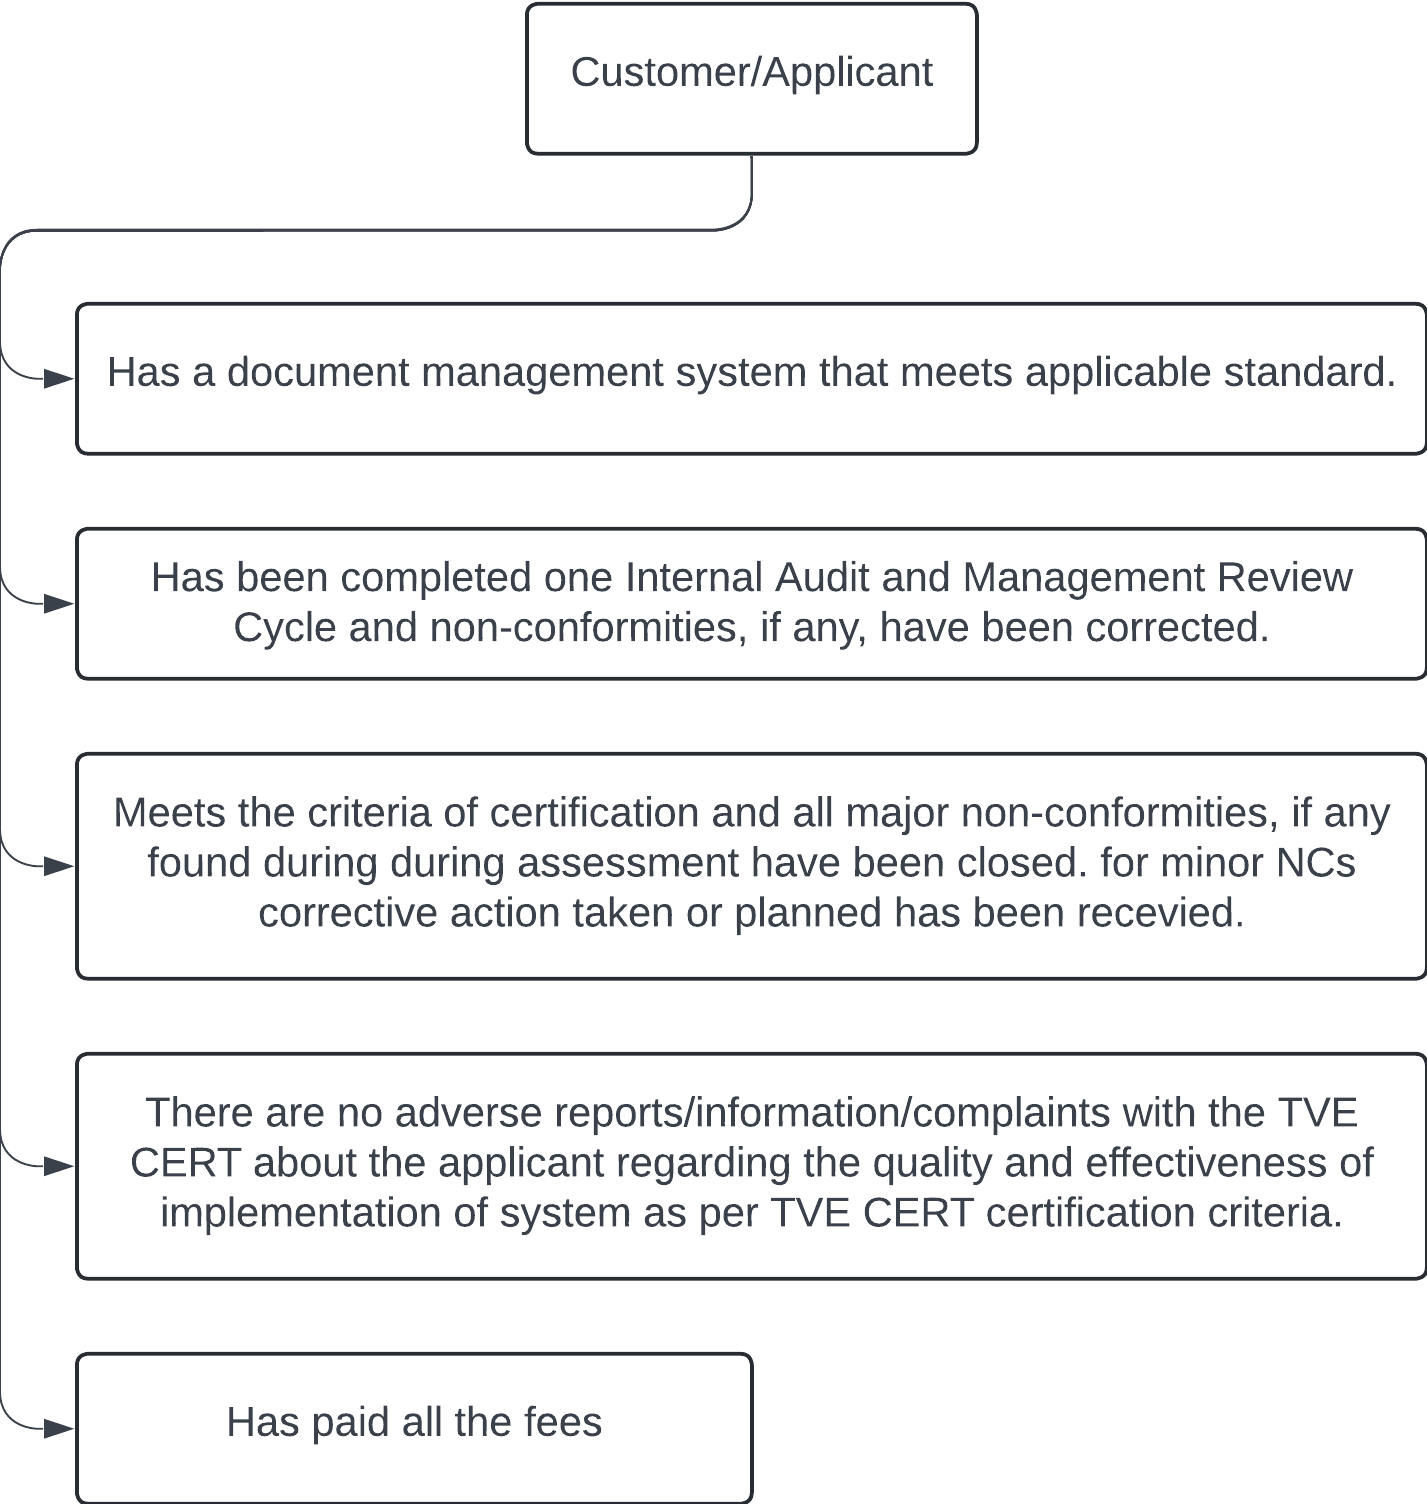 Customer/Applicant
Has a document management system that meets applicable standard.
Has been completed one Internal Audit and Management Review
Cycle and non-conformities, if any, have been corrected.
Meets the criteria of certification and all major non-conformities, if any
found during during assessment have been closed. for minor NCs
corrective action taken or planned has been recevied.
There are no adverse reports/information/complaints with the TVE
CERT about the applicant regarding the quality and effectiveness of
implementation of system as per TVE CERT certification criteria.
Has paid all the fees